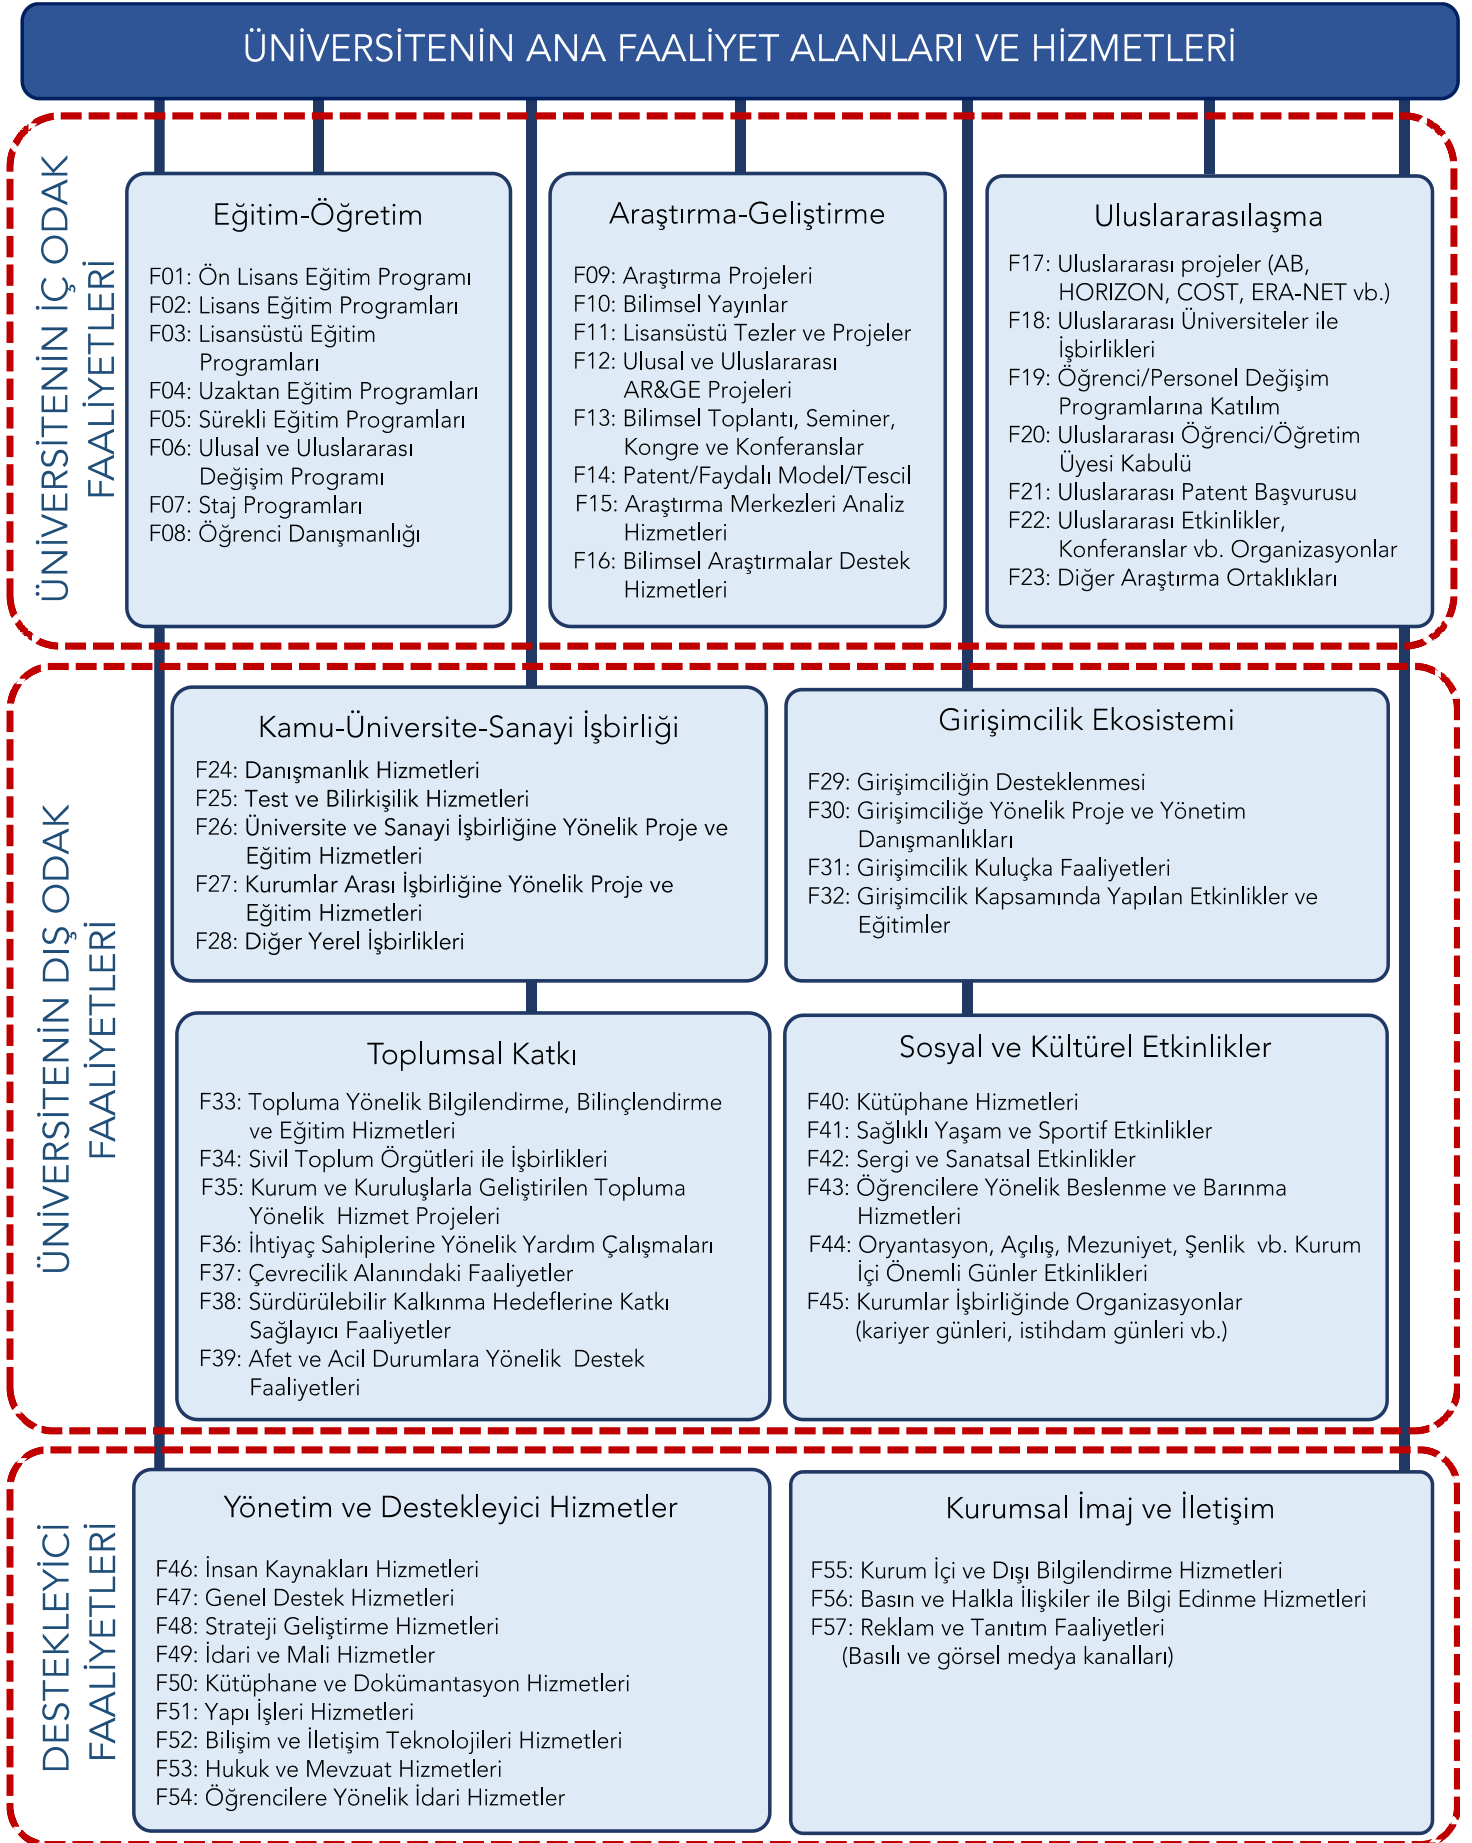 ÜNİVERSİTENİN ANA FAALİYET ALANLARI VE HİZMETLERİ
ÜNİVERSİTENİN İÇ ODAK
FAALİYETLERİ
Eğitim-Öğretim
F01: Ön Lisans Eğitim Programı
F02: Lisans Eğitim Programları
F03: Lisansüstü Eğitim
Programları
F04: Uzaktan Eğitim Programları
F05: Sürekli Eğitim Programları
F06: Ulusal ve Uluslararası
Değişim Programı
F07: Staj Programları
F08: Öğrenci Danışmanlığı
Araştırma-Geliştirme
F09: Araştırma Projeleri
F10: Bilimsel Yayınlar
F11: Lisansüstü Tezler ve Projeler
F12: Ulusal ve Uluslararası
AR&GE Projeleri
F13: Bilimsel Toplantı, Seminer,
Kongre ve Konferanslar
F14: Patent/Faydalı Model/Tescil
F15: Araştırma Merkezleri Analiz
Hizmetleri
F16: Bilimsel Araştırmalar Destek
Hizmetleri
Uluslararasılaşma
F17: Uluslararası projeler (AB,
HORIZON, COST, ERA-NET vb.)
F18: Uluslararası Üniversiteler ile
İşbirlikleri
F19: Öğrenci/Personel Değişim
Programlarına Katılım
F20: Uluslararası Öğrenci/Öğretim
Üyesi Kabulü
F21: Uluslararası Patent Başvurusu
F22: Uluslararası Etkinlikler,
Konferanslar vb. Organizasyonlar
F23: Diğer Araştırma Ortaklıkları
ÜNİVERSİTENİN DIŞ ODAK
FAALİYETLERİ
Kamu-Üniversite-Sanayi İşbirliği
F24: Danışmanlık Hizmetleri
F25: Test ve Bilirkişilik Hizmetleri
F26: Üniversite ve Sanayi İşbirliğine Yönelik Proje ve
Eğitim Hizmetleri
F27: Kurumlar Arası İşbirliğine Yönelik Proje ve
Eğitim Hizmetleri
F28: Diğer Yerel İşbirlikleri
Girişimcilik Ekosistemi
F29: Girişimciliğin Desteklenmesi
F30: Girişimciliğe Yönelik Proje ve Yönetim
Danışmanlıkları
F31: Girişimcilik Kuluçka Faaliyetleri
F32: Girişimcilik Kapsamında Yapılan Etkinlikler ve
Eğitimler
Toplumsal Katkı
F33: Topluma Yönelik Bilgilendirme, Bilinçlendirme
ve Eğitim Hizmetleri
F34: Sivil Toplum Örgütleri ile İşbirlikleri
F35: Kurum ve Kuruluşlarla Geliştirilen Topluma
Yönelik Hizmet Projeleri
F36: İhtiyaç Sahiplerine Yönelik Yardım Çalışmaları
F37: Çevrecilik Alanındaki Faaliyetler
F38: Sürdürülebilir Kalkınma Hedeflerine Katkı
Sağlayıcı Faaliyetler
F39: Afet ve Acil Durumlara Yönelik Destek
Faaliyetleri
Sosyal ve Kültürel Etkinlikler
F40: Kütüphane Hizmetleri
F41: Sağlıklı Yaşam ve Sportif Etkinlikler
F42: Sergi ve Sanatsal Etkinlikler
F43: Öğrencilere Yönelik Beslenme ve Barınma
Hizmetleri
F44: Oryantasyon, Açılış, Mezuniyet, Şenlik vb. Kurum
İçi Önemli Günler Etkinlikleri
F45: Kurumlar İşbirliğinde Organizasyonlar
(kariyer günleri, istihdam günleri vb.)
DESTEKLEYİCİ
FAALİYETLERİ
Yönetim ve Destekleyici Hizmetler
F46: İnsan Kaynakları Hizmetleri
F47: Genel Destek Hizmetleri
F48: Strateji Geliştirme Hizmetleri
F49: İdari ve Mali Hizmetler
F50: Kütüphane ve Dokümantasyon Hizmetleri
F51: Yapı İşleri Hizmetleri
F52: Bilişim ve İletişim Teknolojileri Hizmetleri
F53: Hukuk ve Mevzuat Hizmetleri
F54: Öğrencilere Yönelik İdari Hizmetler
Kurumsal İmaj ve İletişim
F55: Kurum İçi ve Dışı Bilgilendirme Hizmetleri
F56: Basın ve Halkla İlişkiler ile Bilgi Edinme Hizmetleri
F57: Reklam ve Tanıtım Faaliyetleri
(Basılı ve görsel medya kanalları)